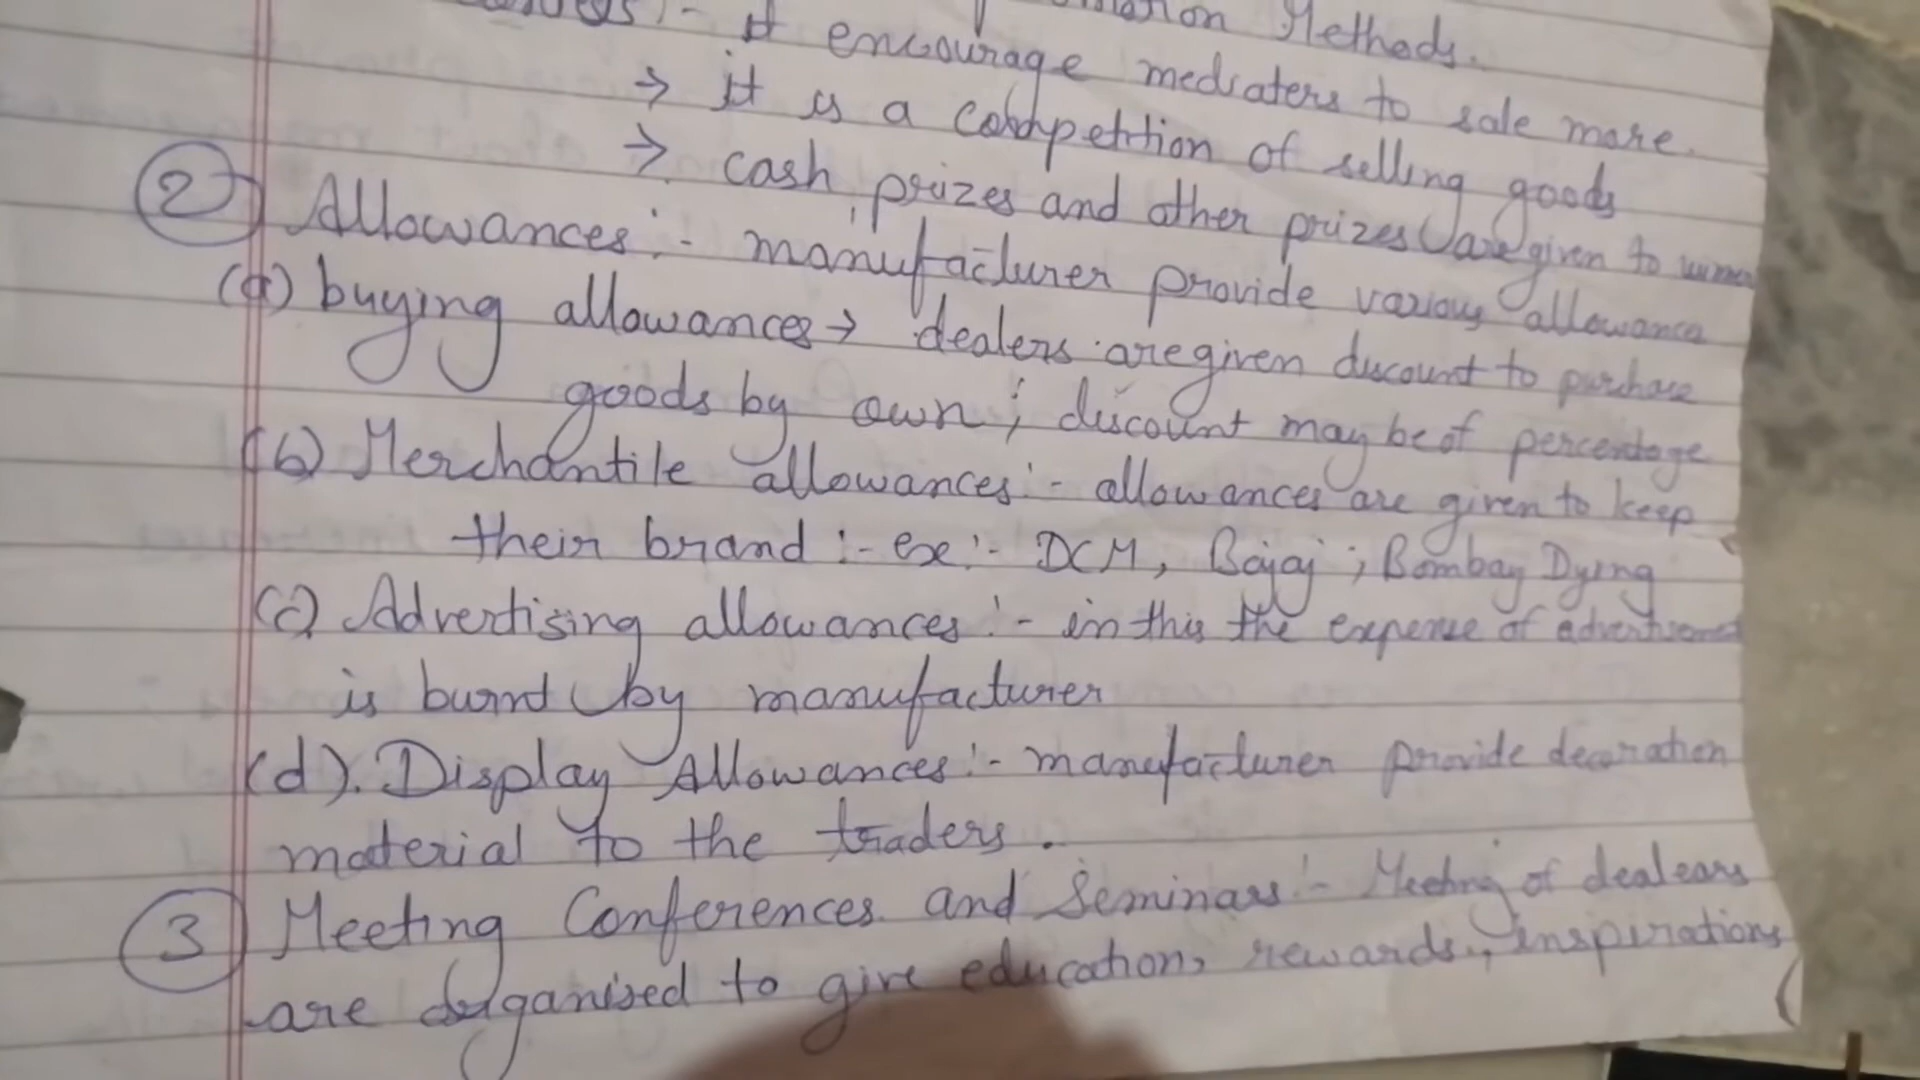 Methods.
:- it encourage mediaters to sale more.
→ it is a competition of selling goods
→ cash, prizes and other prizes are given to
② Allowances :- manufacturer provide various allowance
(a) buying allowances → dealers are given discount to purchase
goods by own ; discount may be of percentage
(b) Merchantile allowances :- allowances are given to keep
their brand :- ex :- DCM, Bajaj ; Bombay Dying
(c). Advertising allowances :- in this the expense of
is burnt by manufacturer
(d). Display Allowances :- manufacturer provide decoration
material to the traders.
③ Meeting Conferences and Seminars :- Meeting of dealears
are organised to give education, rewards, inspirations